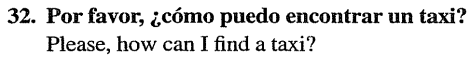 32. Por favor, ¿cómo puedo encontrar un taxi?
Please, how can I find a taxi?